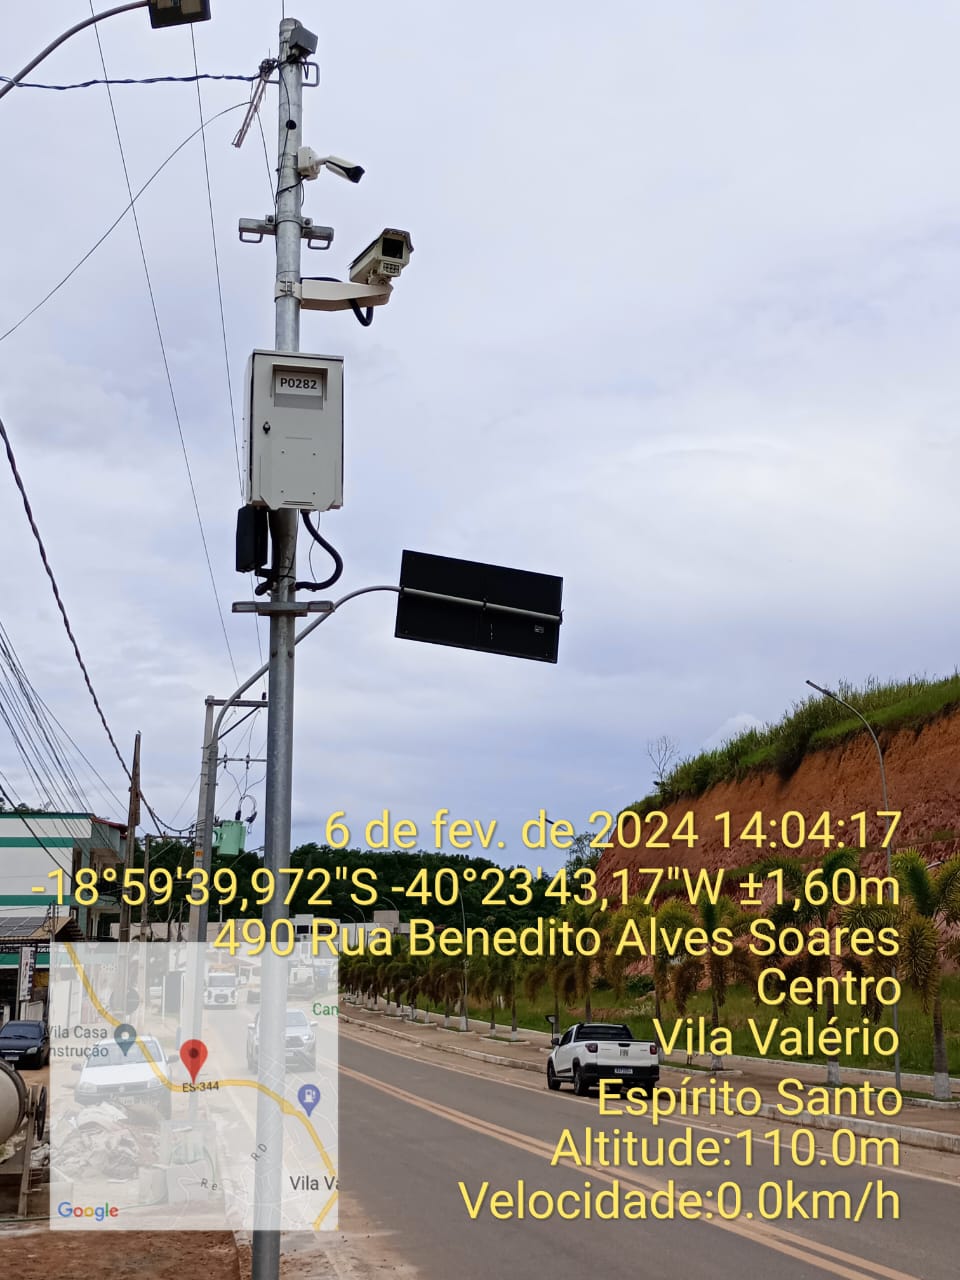 P0282
6 de fev. de 2024 14:04:17
-18°59'39,972"S -40°23'43,17"W ±1,60m
490 Rua Benedito Alves Soares
Centro
Vila Valério
Espírito Santo
Altitude:110.0m
Velocidade:0.0km/h
Can
Vila Casa
nstrução
ES-344
R.D
R.e
Vila Va
Google